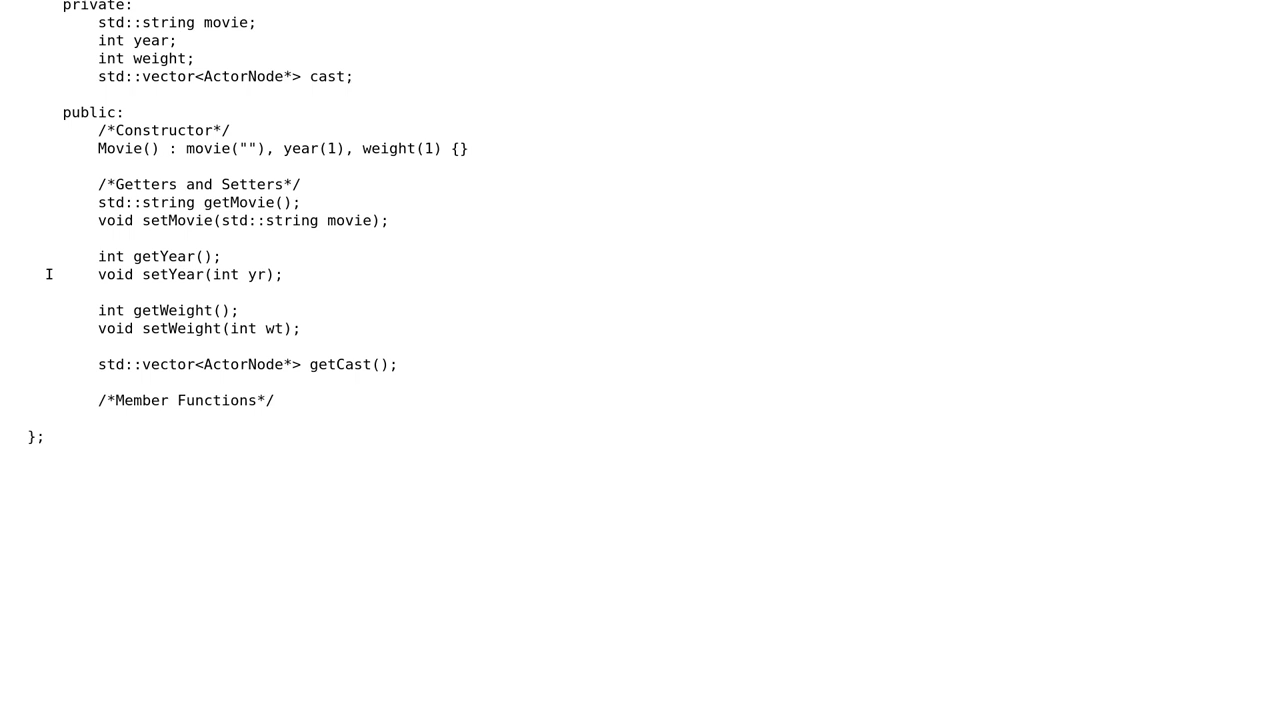 private:
std::string movie;
int year;
int weight;
std::vector<ActorNode*> cast;
public:
/*Constructor*/
Movie() : movie(""), year(1), weight(1) {}
/*Getters and Setters*/
std::string getMovie();
void setMovie(std::string movie);
int getYear();
void setYear(int yr);
int getWeight();
void setWeight(int wt);
std::vector<ActorNode*> getCast();
/*Member Functions*/
};